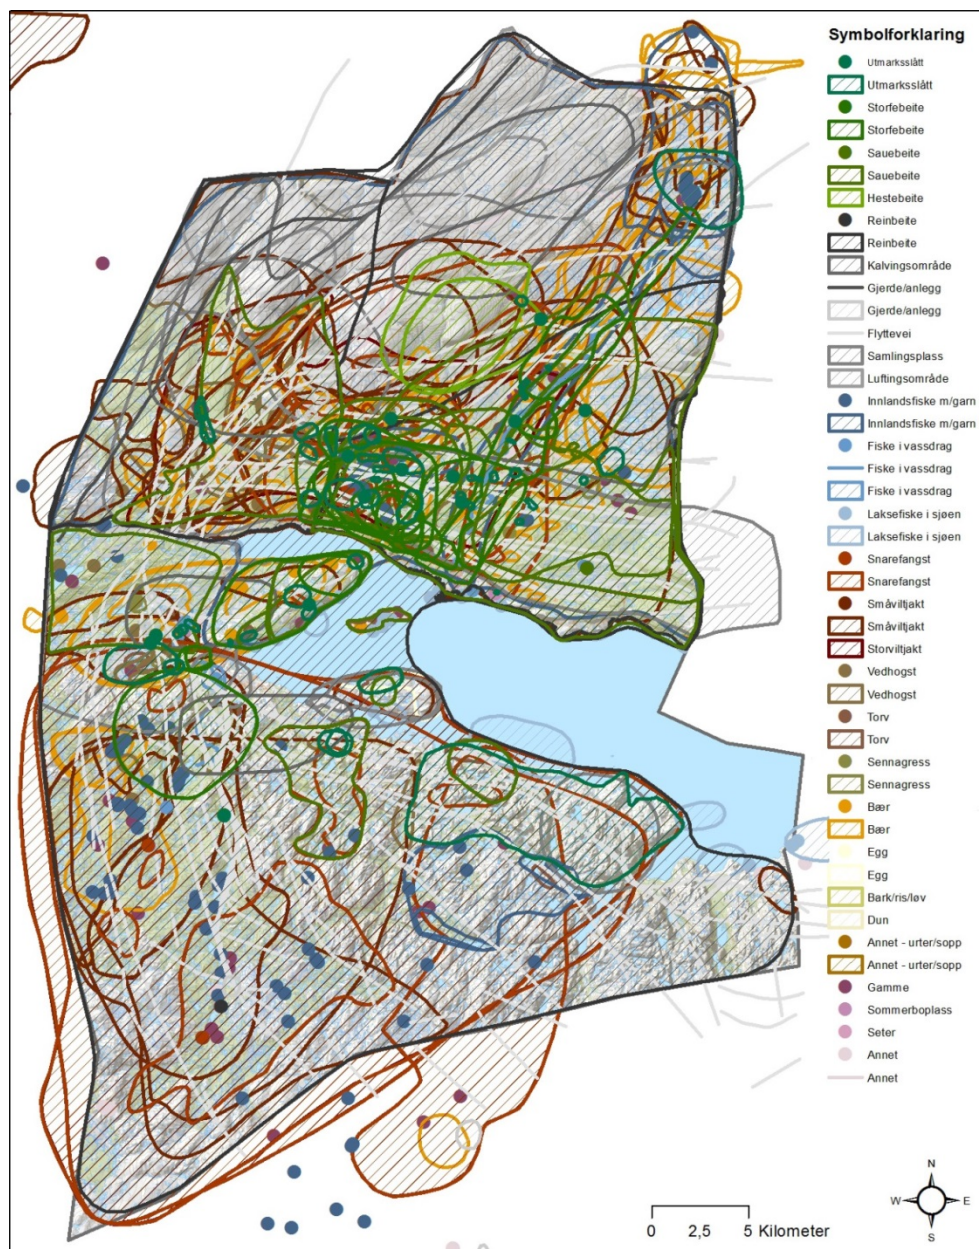 Symbolforklaring
Utmarksslått
Utmarksslått
Storfebeite
Storfebeite
Sauebeite
Sauebeite
Hestebeite
Reinbeite
Reinbeite
Kalvingsområde
Gjerde/anlegg
Gjerde/anlegg
Flyttevei
Samlingsplass
Luftingsområde
Innlandsfiske m/garn
Innlandsfiske m/garn
Fiske i vassdrag
Fiske i vassdrag
Fiske i vassdrag
Laksefiske i sjøen
Laksefiske i sjøen
Snarefangst
Snarefangst
Småviltjakt
Småviltjakt
Storviltjakt
Vedhogst
Vedhogst
Torv
Torv
Sennagress
Sennagress
Bær
Bær
Egg
Egg
Bark/ris/løv
Dun
Annet - urter/sopp
Annet - urter/sopp
Gamme
Sommerboplass
Seter
Annet
Annet
N
W E
S
0 2,5 5 Kilometer